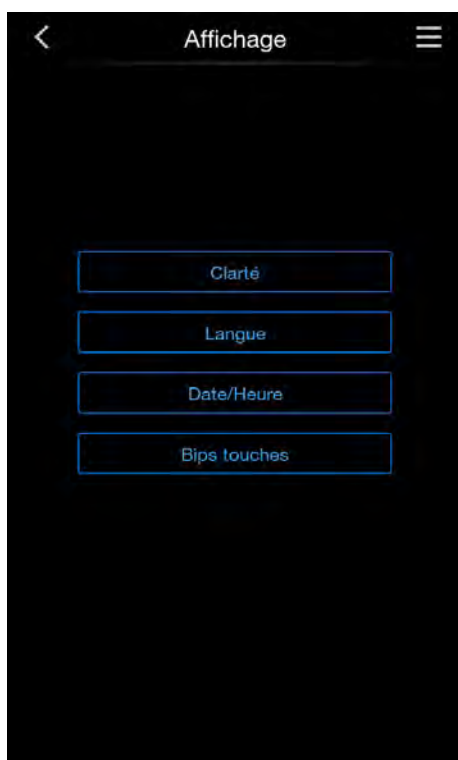 Affichage
Clarté
Langue
Date/Heure
Bips touches